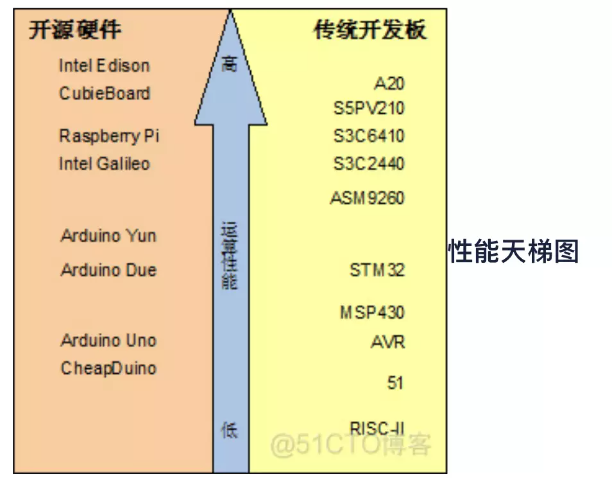 开源硬件
Intel Edison
CubieBoard
Raspberry Pi
Intel Galileo
Arduino Yun
Arduino Due
Arduino Uno
CheapDuino
高
运算性能
低
传统开发板
A20
S5PV210
S3C6410
S3C2440
ASM9260
STM32
MSP430
AVR
51
RISC-II
@51CTO博客
性能天梯图